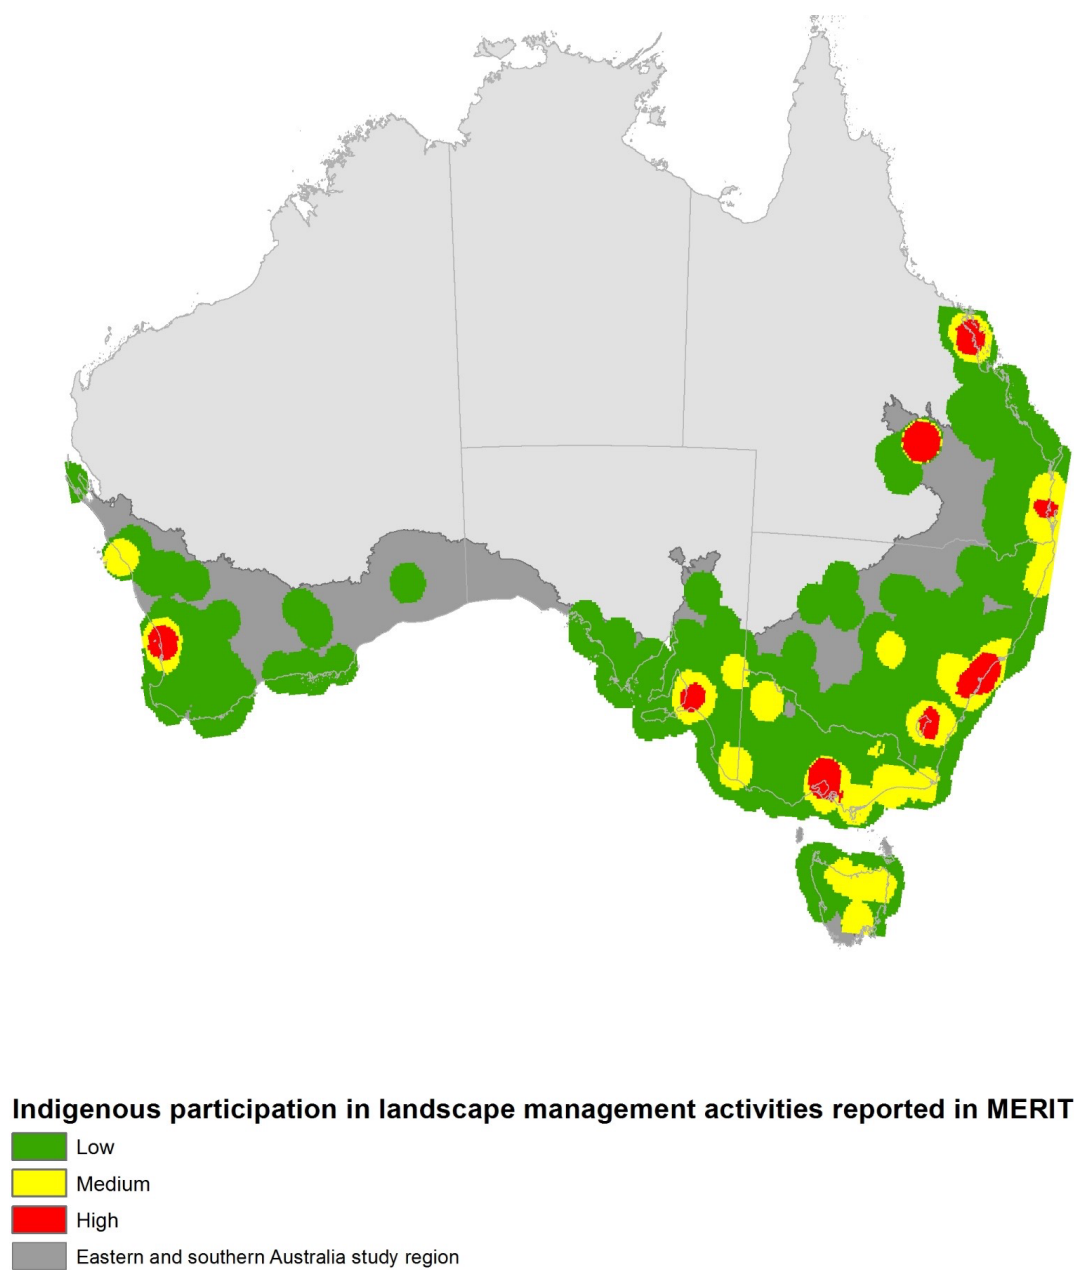 Indigenous participation in landscape management activities reported in MERIT
Low
Medium
High
Eastern and southern Australia study region